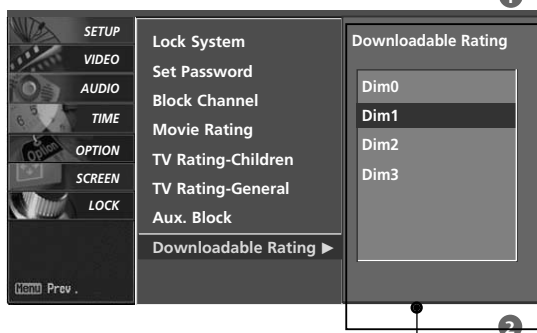 1
SETUP
VIDEO
AUDIO
TIME
OPTION
SCREEN
LOCK
Menu Prev .
Lock System
Set Password
Block Channel
Movie Rating
TV Rating-Children
TV Rating-General
Aux. Block
Downloadable Rating ►
Downloadable Rating
Dim0
Dim1
Dim2
Dim3
2